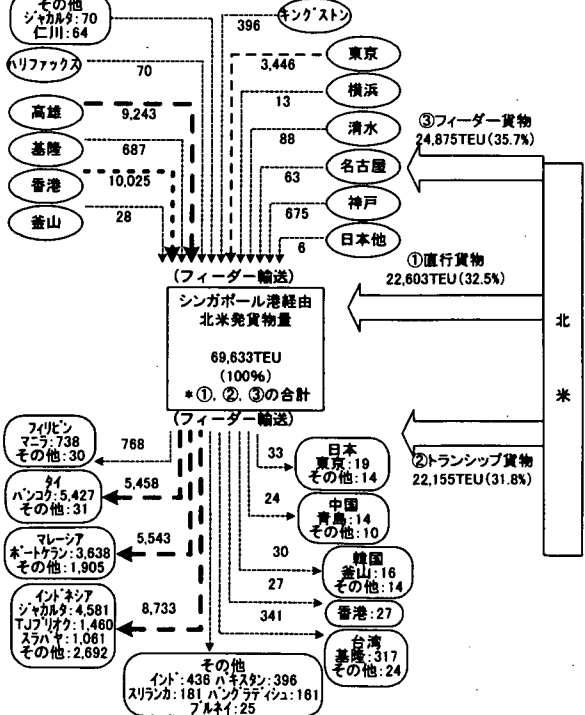 その他
ジャカルタ:70
仁川:64
キングストン
396
ハリファックス
70
東京
3,446
横浜
13
高雄
9,243
清水
88
基隆
687
名古屋
63
香港
10,025
神戸
675
釜山
28
日本他
6
③フィーダー貨物
24,875TEU(35.7%)
①直行貨物
22,603TEU(32.5%)
(フィーダー輸送)
シンガポール港経由
北米発貨物量
69,633TEU
(100%)
*①、②、③の合計
(フィーダー輸送)
北
米
②トランシップ貨物
22,155TEU(31.8%)
フィリピン
マニラ:738
その他:30
768
タイ
バンコク:5,427
その他:31
5,458
マレーシア
ポートケラン:3,638
その他:1,905
5,543
インドネシア
ジャカルタ:4,581
TJプリオク:1,460
スラバヤ:1,061
その他:2,692
8,733
33
日本
東京:19
その他:14
24
中国
青島:14
その他:10
30
韓国
釜山:16
その他:14
27
香港:27
341
台湾
基隆:317
その他:24
その他
インド:436 パキスタン:396
スリランカ:181 バングラディシュ:161
ブルネイ:25